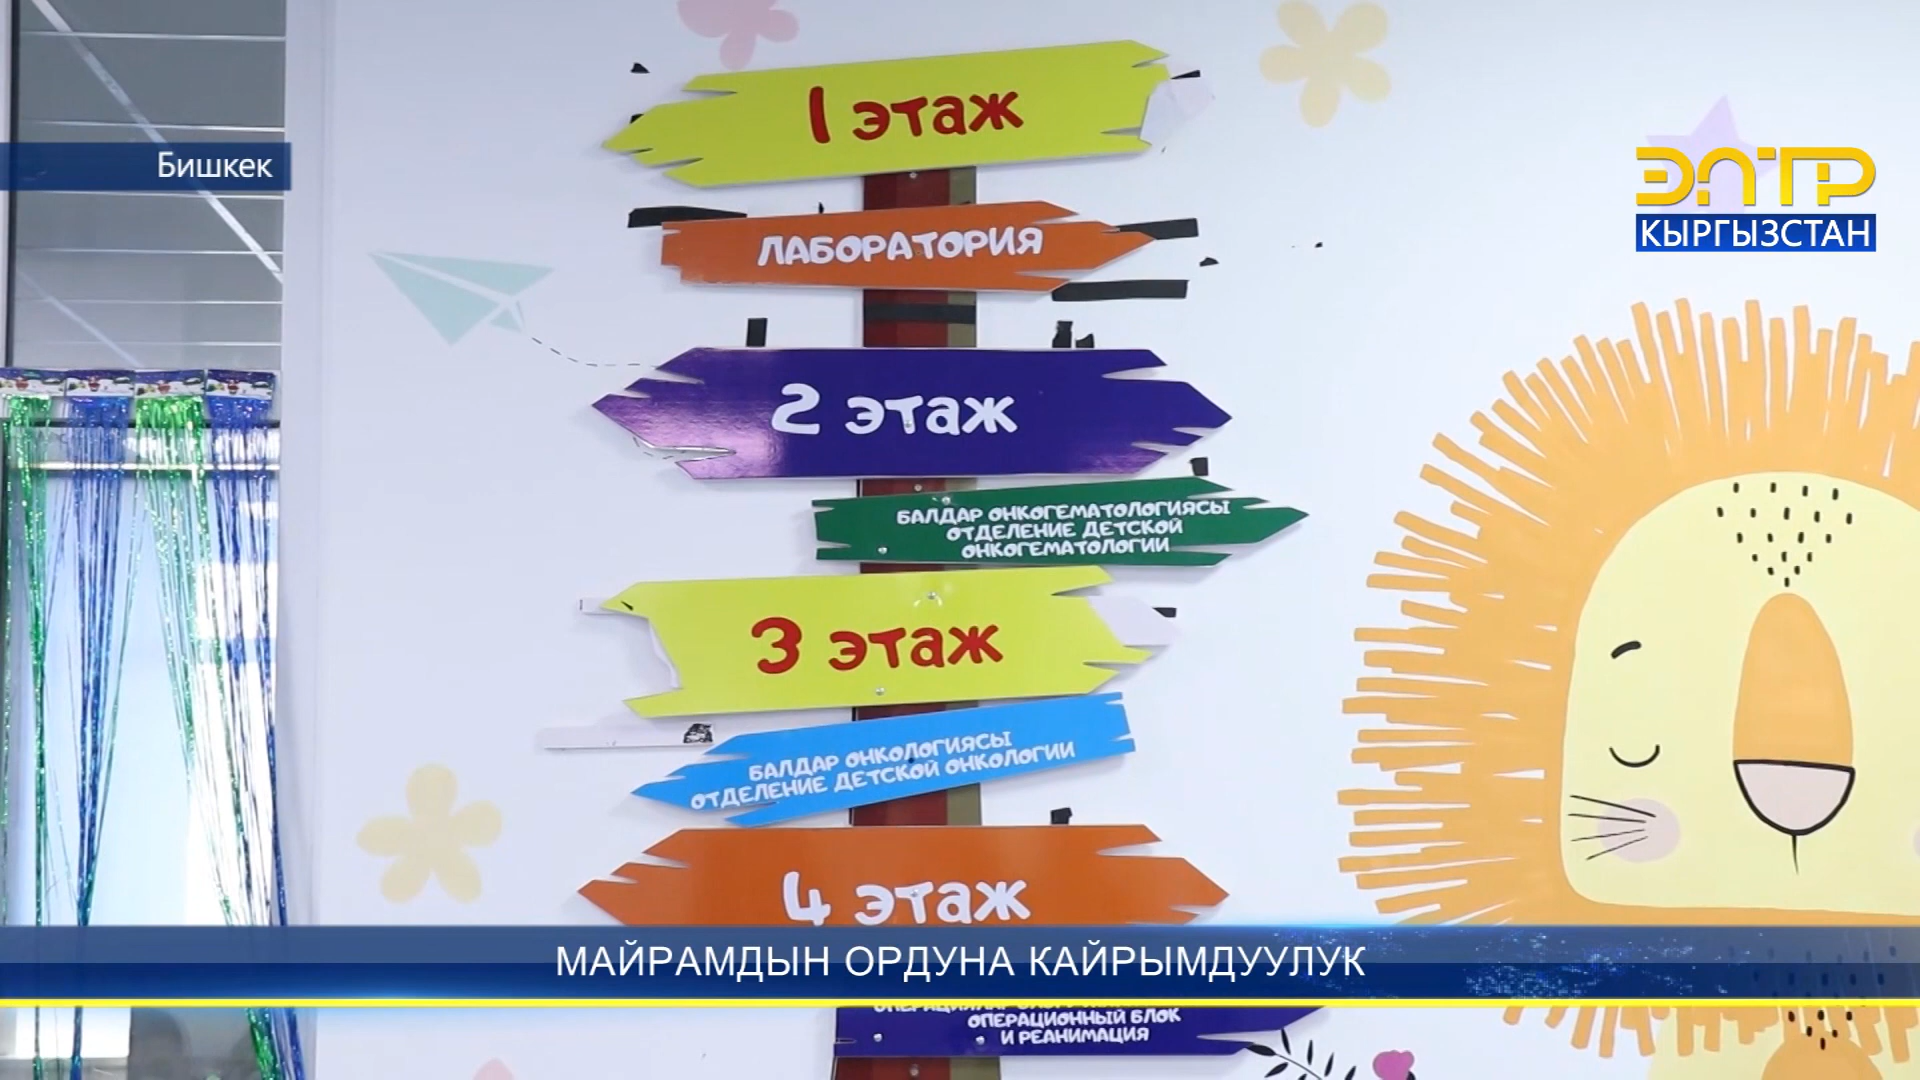 Бишкек
ЭЛТР
КЫРГЫЗСТАН
1 этаж
ЛАБОРАТОРИЯ
2 этаж
БАЛДАР ОНКОГЕМАТОЛОГИЯСЫ
ОТДЕЛЕНИЕ ДЕТСКОЙ
ОНКОГЕМАТОЛОГИИ
3 этаж
БАЛДАР ОНКОЛОГИЯСЫ
ОТДЕЛЕНИЕ ДЕТСКОЙ ОНКОЛОГИИ
4 этаж
МАЙРАМДЫН ОРДУНА КАЙРЫМДУУЛУК
ОПЕРАЦИОННЫЙ БЛОК
И РЕАНИМАЦИЯ